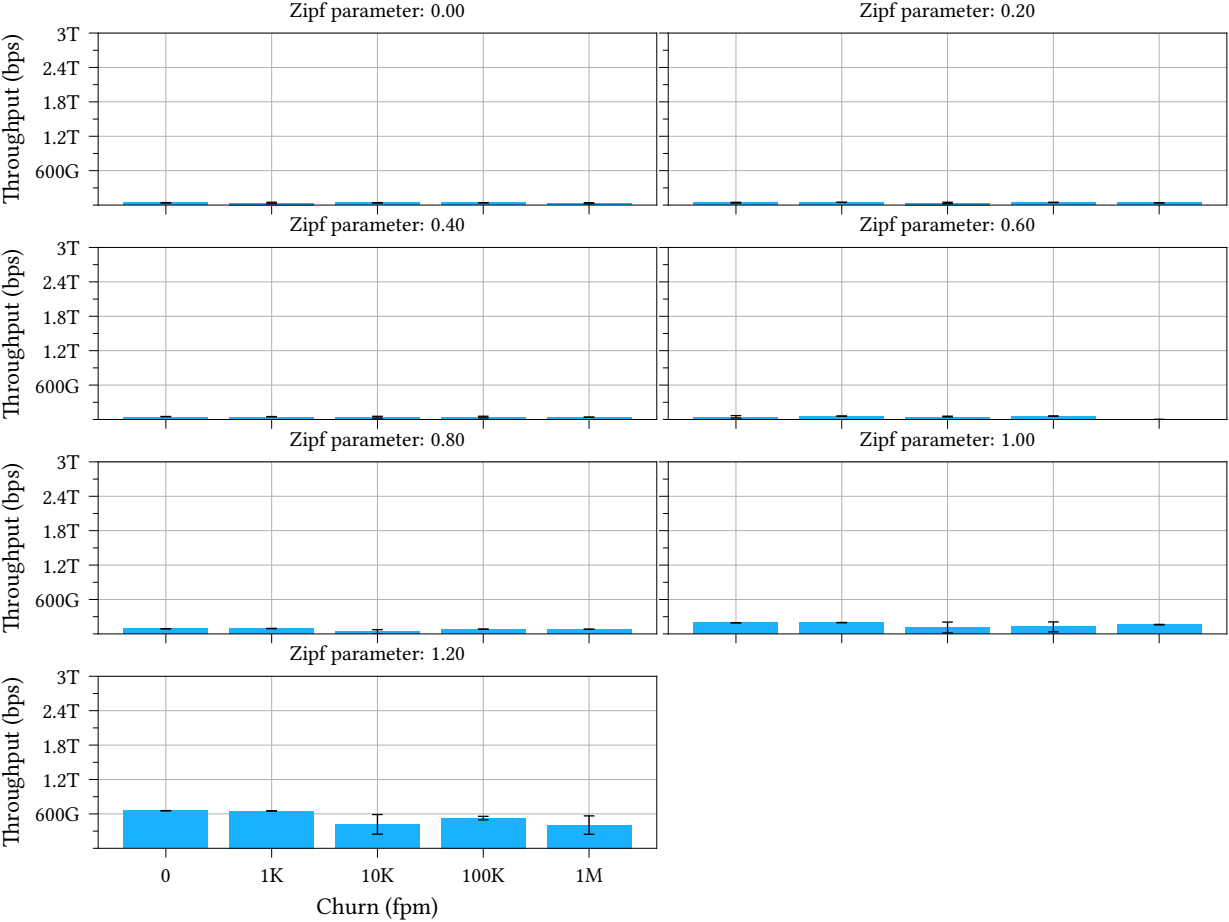 Zipf parameter: 0.00
Zipf parameter: 0.20
Throughput (bps)
3T
2.4T
1.8T
1.2T
600G
Zipf parameter: 0.40
Zipf parameter: 0.60
Throughput (bps)
3T
2.4T
1.8T
1.2T
600G
Zipf parameter: 0.80
Zipf parameter: 1.00
Throughput (bps)
3T
2.4T
1.8T
1.2T
600G
Zipf parameter: 1.20
Throughput (bps)
3T
2.4T
1.8T
1.2T
600G
0 1K 10K 100K 1M
Churn (fpm)